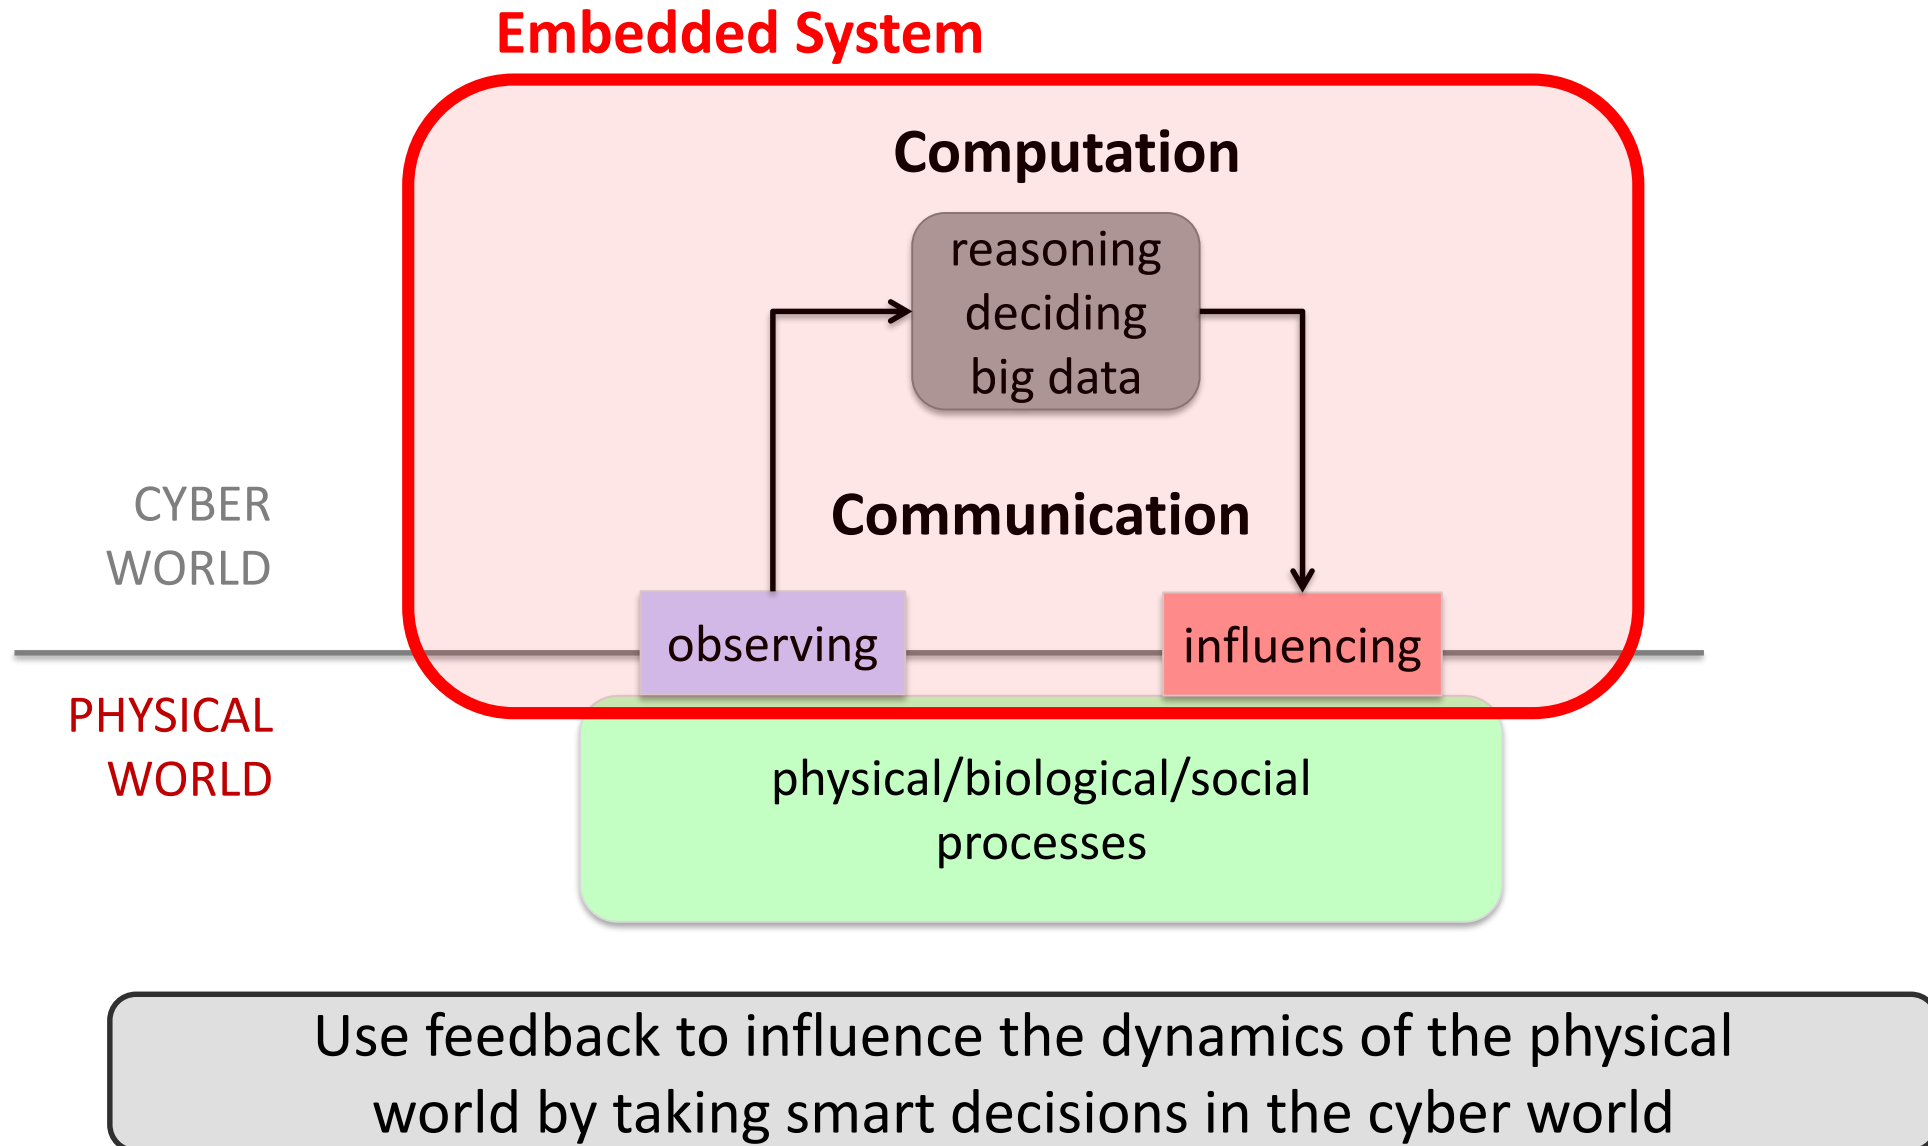 Embedded System
Computation
reasoning
deciding
big data
CYBER
WORLD
Communication
observing
influencing
PHYSICAL
WORLD
physical/biological/social
processes
Use feedback to influence the dynamics of the physical
world by taking smart decisions in the cyber world